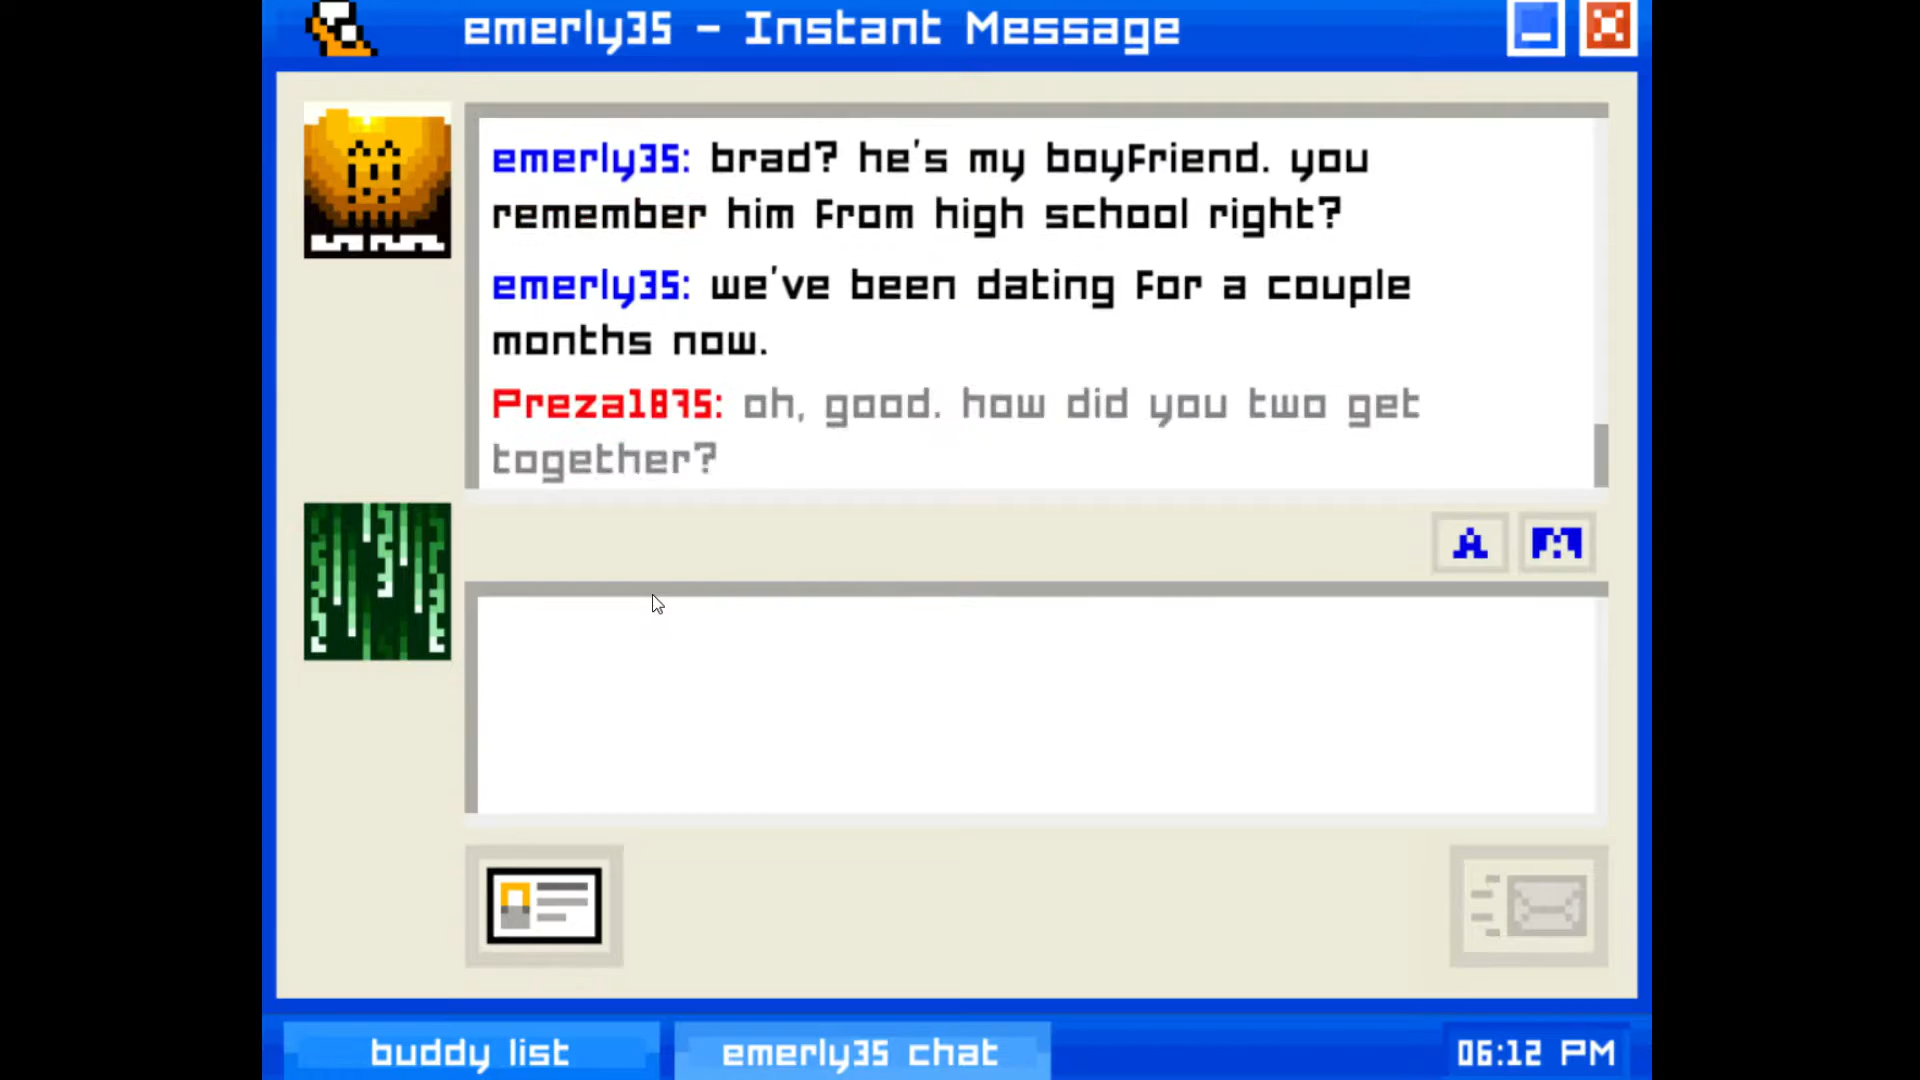 emerly35 - Instant Message
emerly35: brad? he's my boyfriend. you
remember him from high school right?
emerly35: we've been dating for a couple
months now.
Preza1875: oh, good. how did you two get
together?
A
buddy list
emerly35 chat
06:12 PM